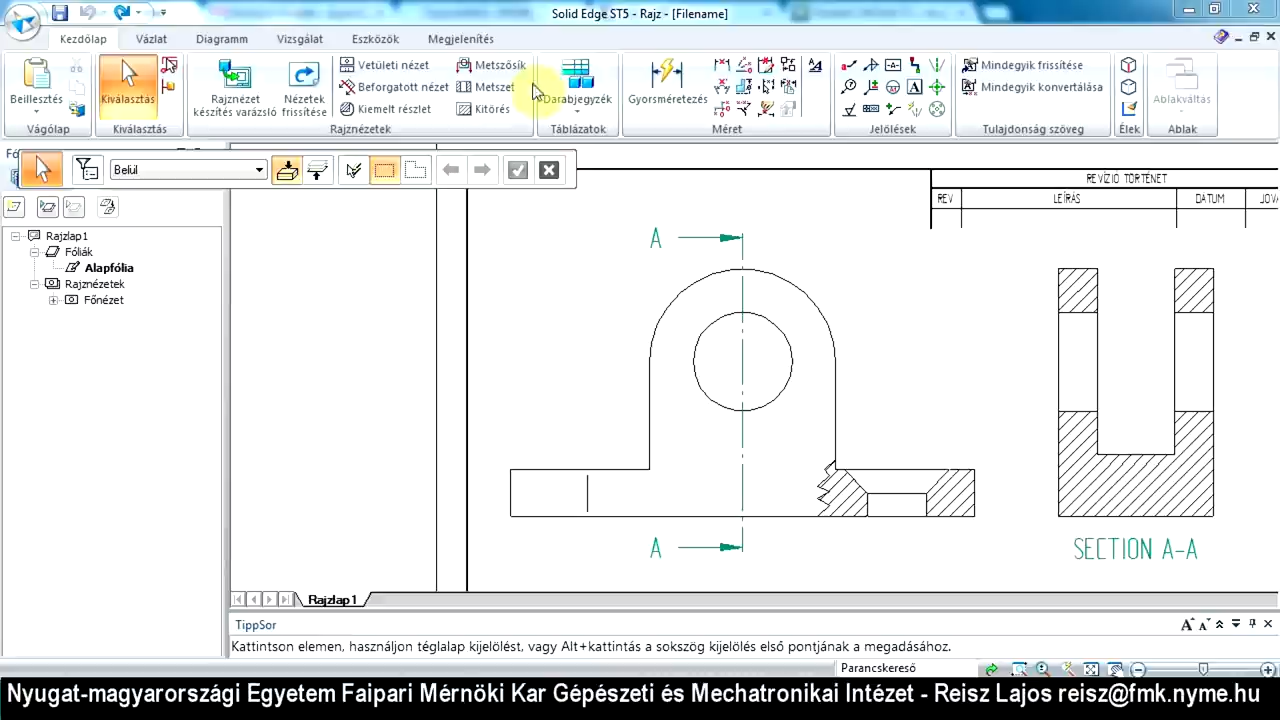 Solid Edge ST5 - Rajz - [Filename]
Kezdőlap Vázlat Diagramm Vizsgálat Eszközök Megjelenítés
Beillesztés
Kiválasztás
Rajznézet készítés varázsló
Nézetek frissítése
Vetületi nézet
Beforgatott nézet
Kiemelt részlet
Metszősík
Metszet
Kitörés
Darabjegyzék
Gyorsméretezés
Mindegyik frissítése
Mindegyik konvertálása
Ablakváltás
Vágólap Kiválasztás Rajznézetek Táblázatok Méret Jelölések Tulajdonság szöveg Élek Ablak
Belül
Rajzlap1
Fóliák
Alapfólia
Rajznézetek
Főnézet
REVÍZIÓ TÖRTÉNET
REV LEÍRÁS DATUM
A
A
SECTION A-A
Rajzlap1
TippSor
Kattintson elemen, használjon téglalap kijelölést, vagy Alt+kattintás a sokszög kijelölés első pontjának a megadásához.
Parancskereső
Nyugat-magyarországi Egyetem Faipari Mérnöki Kar Gépészeti és Mechatronikai Intézet - Reisz Lajos reisz@fmk.nyme.hu